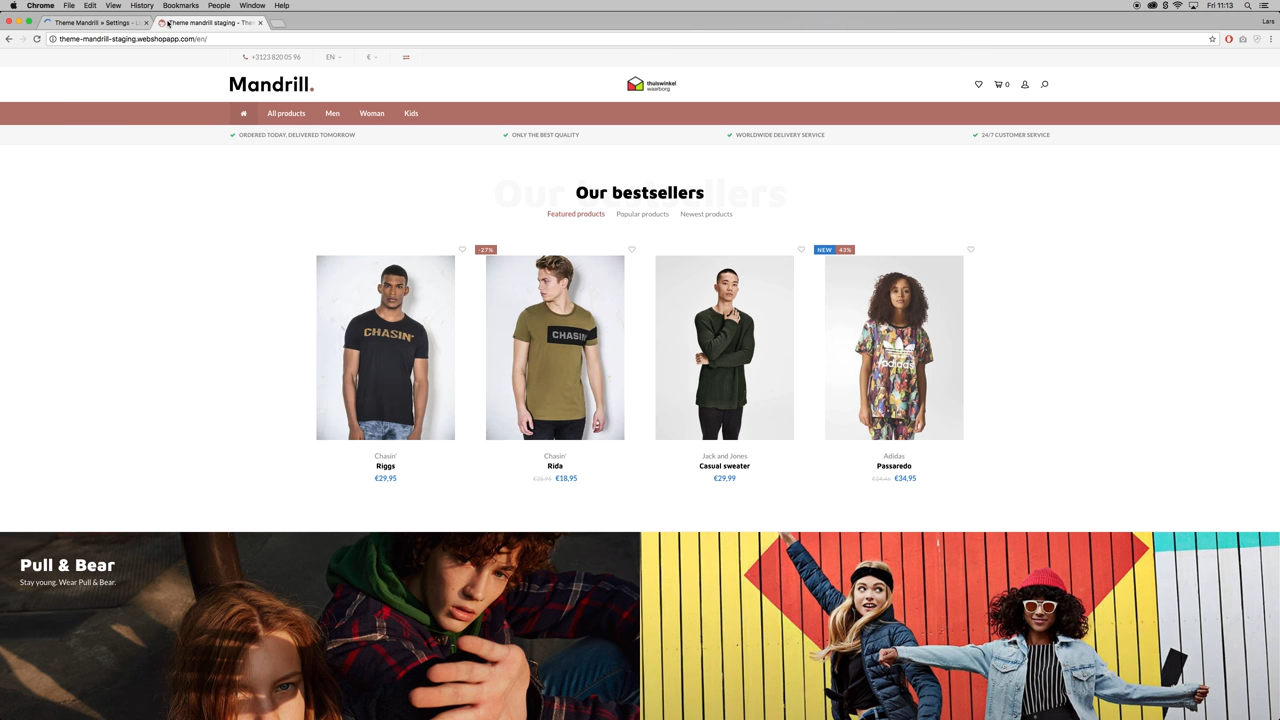 Chrome File Edit View History Bookmarks People Window Help Fri 11:13
Theme Mandrill » Settings - Theme mandrill staging - Lars
theme-mandrill-staging.webshopapp.com/en/
+3123 820 05 96 EN €
Mandrill. thuiswinkel
waarborg
0
All products Men Woman Kids
ORDERED TODAY, DELIVERED TOMORROW ONLY THE BEST QUALITY WORLDWIDE DELIVERY SERVICE 24/7 CUSTOMER SERVICE
Our bestsellers
Featured products Popular products Newest products
-27% NEW 43%
CHASIN' CHASIN' adidas
Chasin' Chasin' Jack and Jones Adidas
Riggs Rida Casual sweater Passaredo
€29,95 €18,95 €29,99 €34,95
Pull & Bear
Stay young. Wear Pull & Bear.